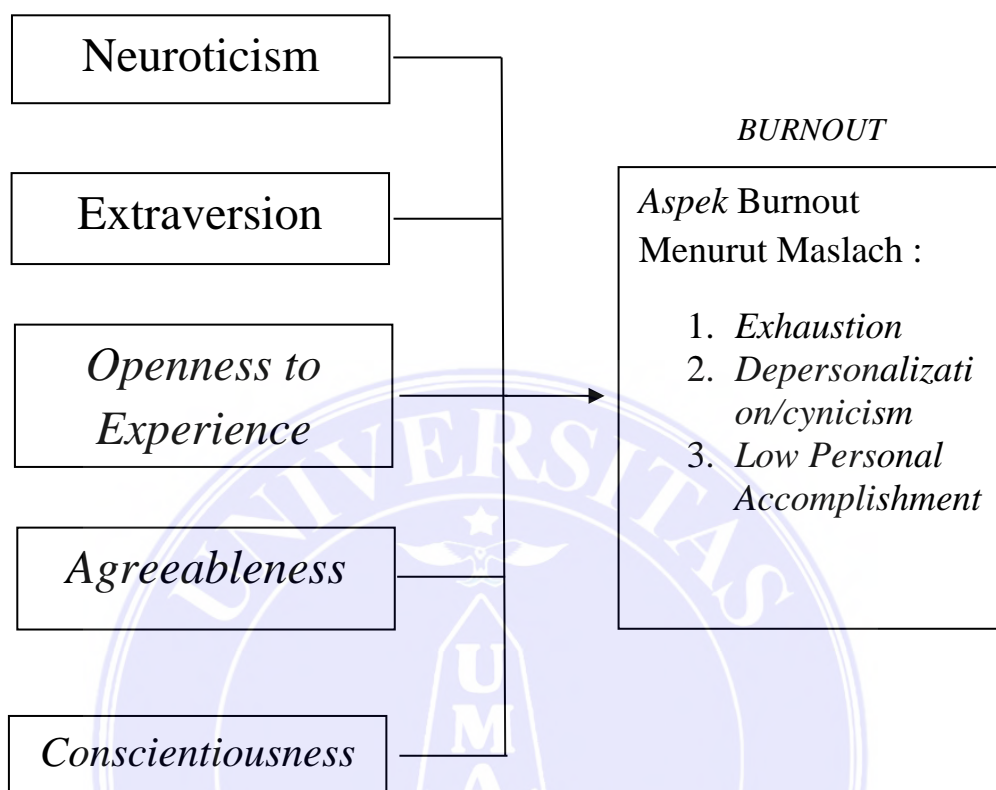 Neuroticism
Extraversion
Openness to
Experience
Agreeableness
Conscientiousness
BURNOUT
Aspek Burnout
Menurut Maslach :
1. Exhaustion
2. Depersonalizati
on/cynicism
3. Low Personal
Accomplishment
UNIVERSITAS
U
M
A